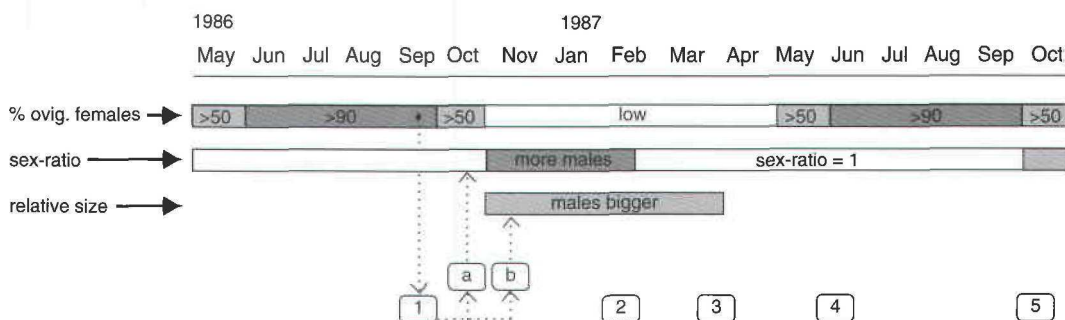 1986 1987
May Jun Jul Aug Sep Oct Nov Jan Feb Mar Apr May Jun Jul Aug Sep Oct
% ovig. females >50 >90 >50 low >50 >90 >50
sex-ratio more males sex-ratio = 1
relative size males bigger
a b
1 2 3 4 5